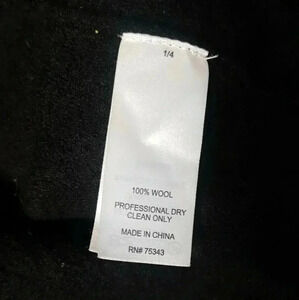 1/4
100% WOOL
PROFESSIONAL DRY
CLEAN ONLY
MADE IN CHINA
RN# 75343